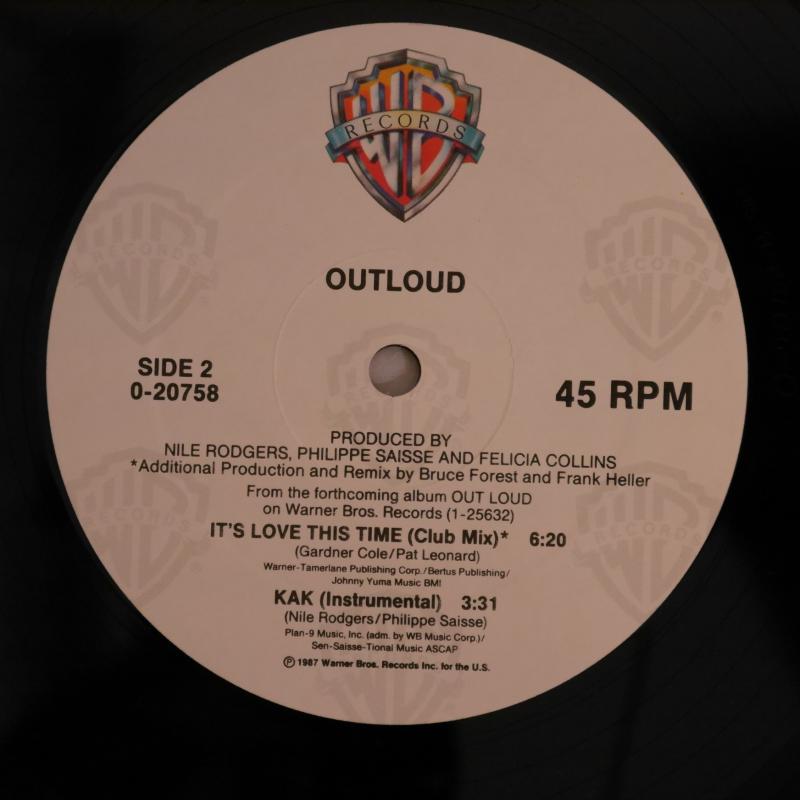 WB
RECORDS
OUTLOUD
SIDE 2
0-20758
45 RPM
PRODUCED BY
NILE RODGERS, PHILIPPE SAISSE AND FELICIA COLLINS
*Additional Production and Remix by Bruce Forest and Frank Heller
From the forthcoming album OUT LOUD
on Warner Bros. Records (1-25632)
IT'S LOVE THIS TIME (Club Mix)* 6:20
(Gardner Cole/Pat Leonard)
Warner-Tamerlane Publishing Corp./Bertus Publishing/
Johnny Yuma Music BMI
KAK (Instrumental) 3:31
(Nile Rodgers/Philippe Saisse)
Plan-9 Music, Inc. (adm. by WB Music Corp.)/
Sen-Saisse-Tional Music ASCAP
℗ 1987 Warner Bros. Records Inc. for the U.S.